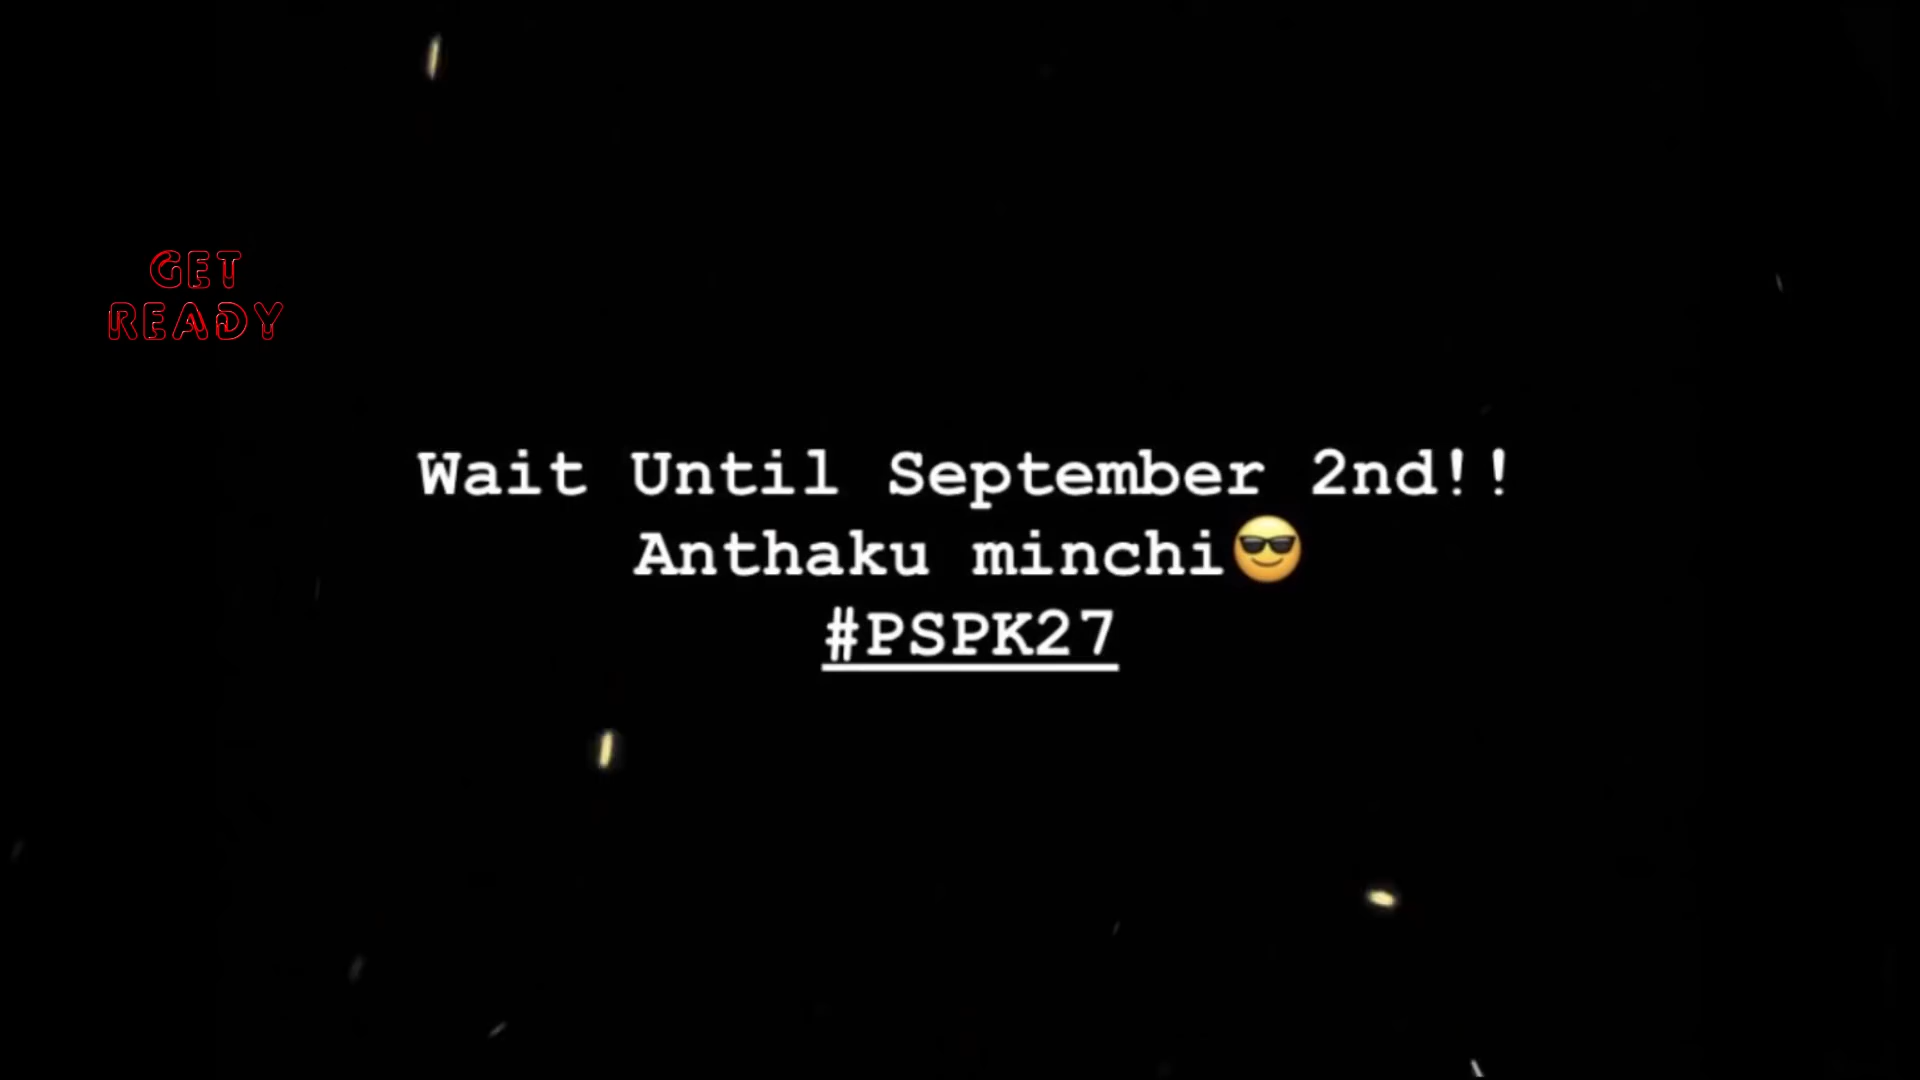 GET
READY
Wait Until September 2nd!!
Anthaku minchi😎
#PSPK27